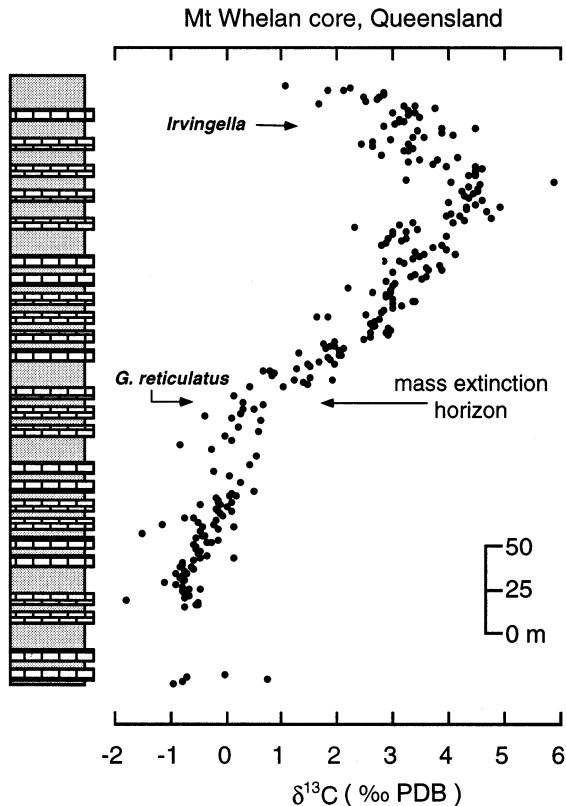 Mt Whelan core, Queensland
Irvingella
G. reticulatus
mass extinction
horizon
50
25
0 m
-2 -1 0 1 2 3 4 5 6
δ¹³C ( ‰ PDB )